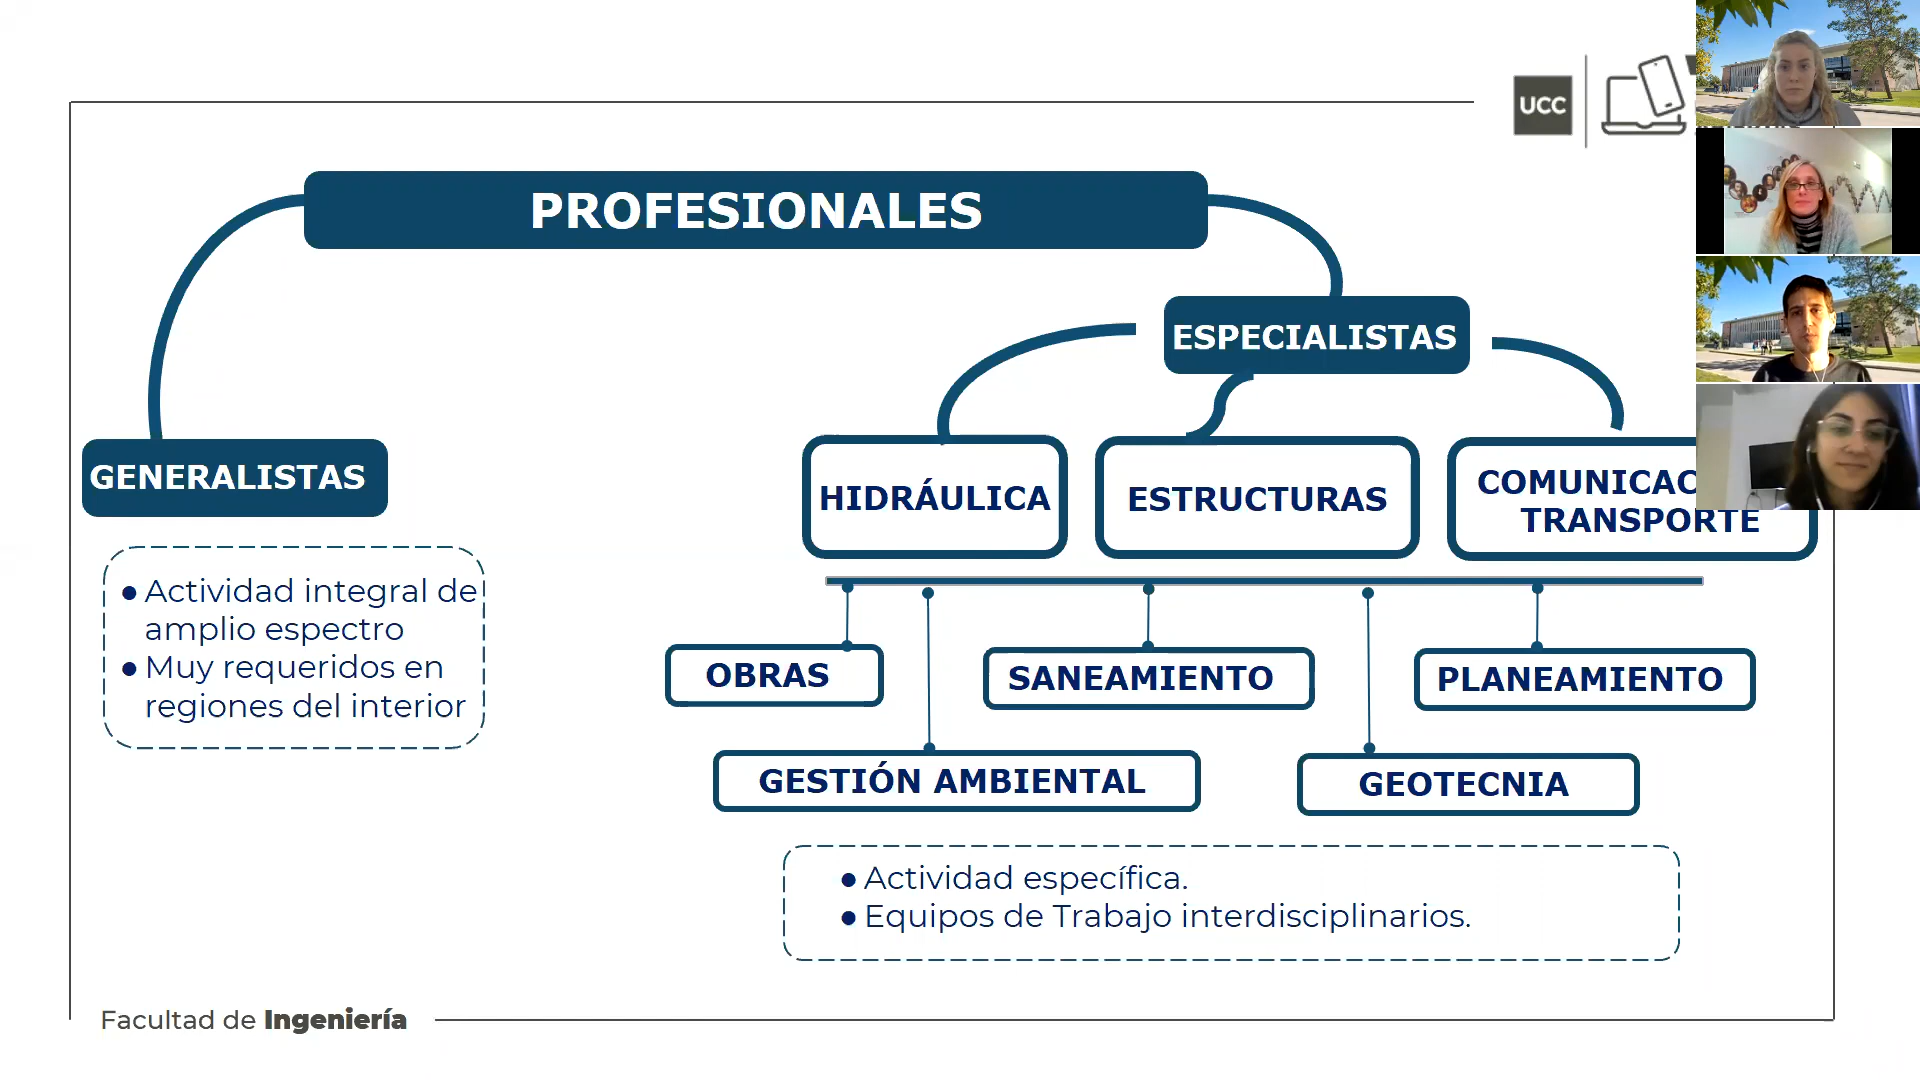 UCC
PROFESIONALES
ESPECIALISTAS
GENERALISTAS
HIDRÁULICA
ESTRUCTURAS
TRANSPORTE
● Actividad integral de
amplio espectro
● Muy requeridos en
regiones del interior
OBRAS
SANEAMIENTO
PLANEAMIENTO
GESTIÓN AMBIENTAL
GEOTECNIA
● Actividad específica.
● Equipos de Trabajo interdisciplinarios.
Facultad de Ingeniería